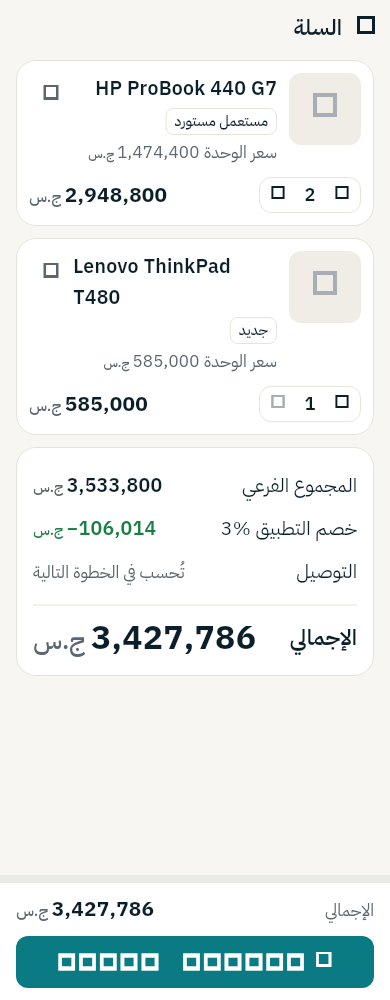 السلة
HP ProBook 440 G7
مستعمل مستورد
سعر الوحدة 1,474,400 ج.س
2
2,948,800 ج.س
Lenovo ThinkPad
T480
جديد
سعر الوحدة 585,000 ج.س
1
585,000 ج.س
المجموع الفرعي 3,533,800 ج.س
خصم التطبيق 3% −106,014 ج.س
التوصيل تُحسب في الخطوة التالية
الإجمالي 3,427,786 ج.س
الإجمالي 3,427,786 ج.س